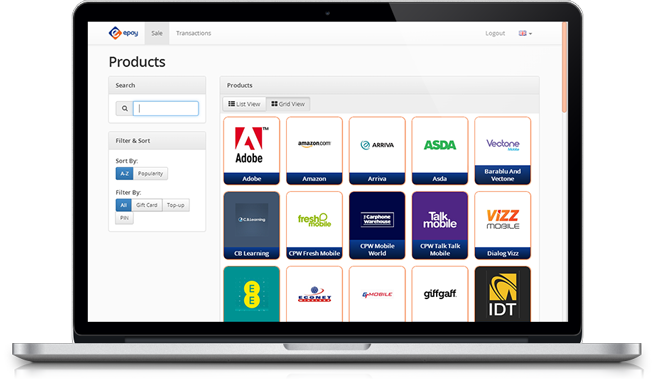 epay
Sale
Transactions
Logout
Products
Search
Filter & Sort
Sort By:
A-Z
Popularity
Filter By:
All
Gift Card
Top-up
PIN
Products
List View
Grid View
Adobe™
Adobe
amazon.com
Amazon
ARRIVA
Arriva
ASDA
Asda
Vectone
Mobile
Barablu And
Vectone
CB Learning
CB Learning
fresh
mobile
CPW Fresh Mobile
The Carphone
Warehouse
CPW Mobile
World
Talk
mobile
CPW Talk Talk
Mobile
VIZZ
MOBILE
Dialog Vizz
EE
ECONET
WIRELESS
G-MOBILE
giffgaff
IDT